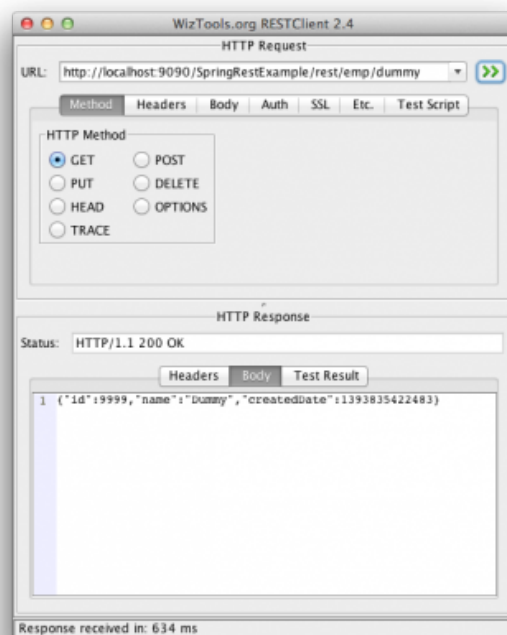 WizTools.org RESTClient 2.4
HTTP Request
URL: http://localhost:9090/SpringRestExample/rest/emp/dummy
Method Headers Body Auth SSL Etc. Test Script
HTTP Method
GET POST
PUT DELETE
HEAD OPTIONS
TRACE
HTTP Response
Status: HTTP/1.1 200 OK
Headers Body Test Result
1 {"id":9999,"name":"Dummy","createdDate":1393835422483}
Response received in: 634 ms